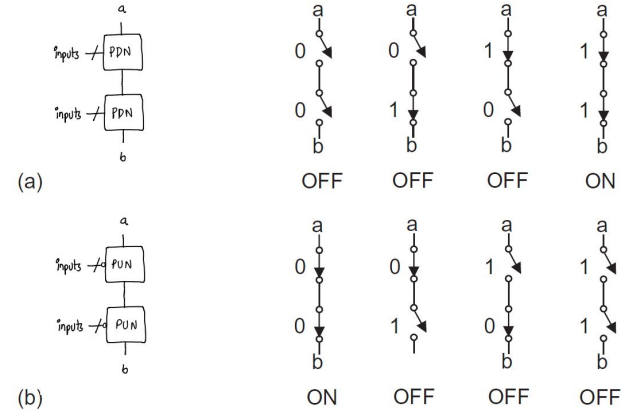 a
inputs PDN
inputs PDN
b
(a)
a a a a
0 0 1 1
0 1 0 1
b b b b
OFF OFF OFF ON
a
inputs PUN
inputs PUN
b
(b)
a a a a
0 0 1 1
0 1 0 1
b b b
ON OFF OFF OFF